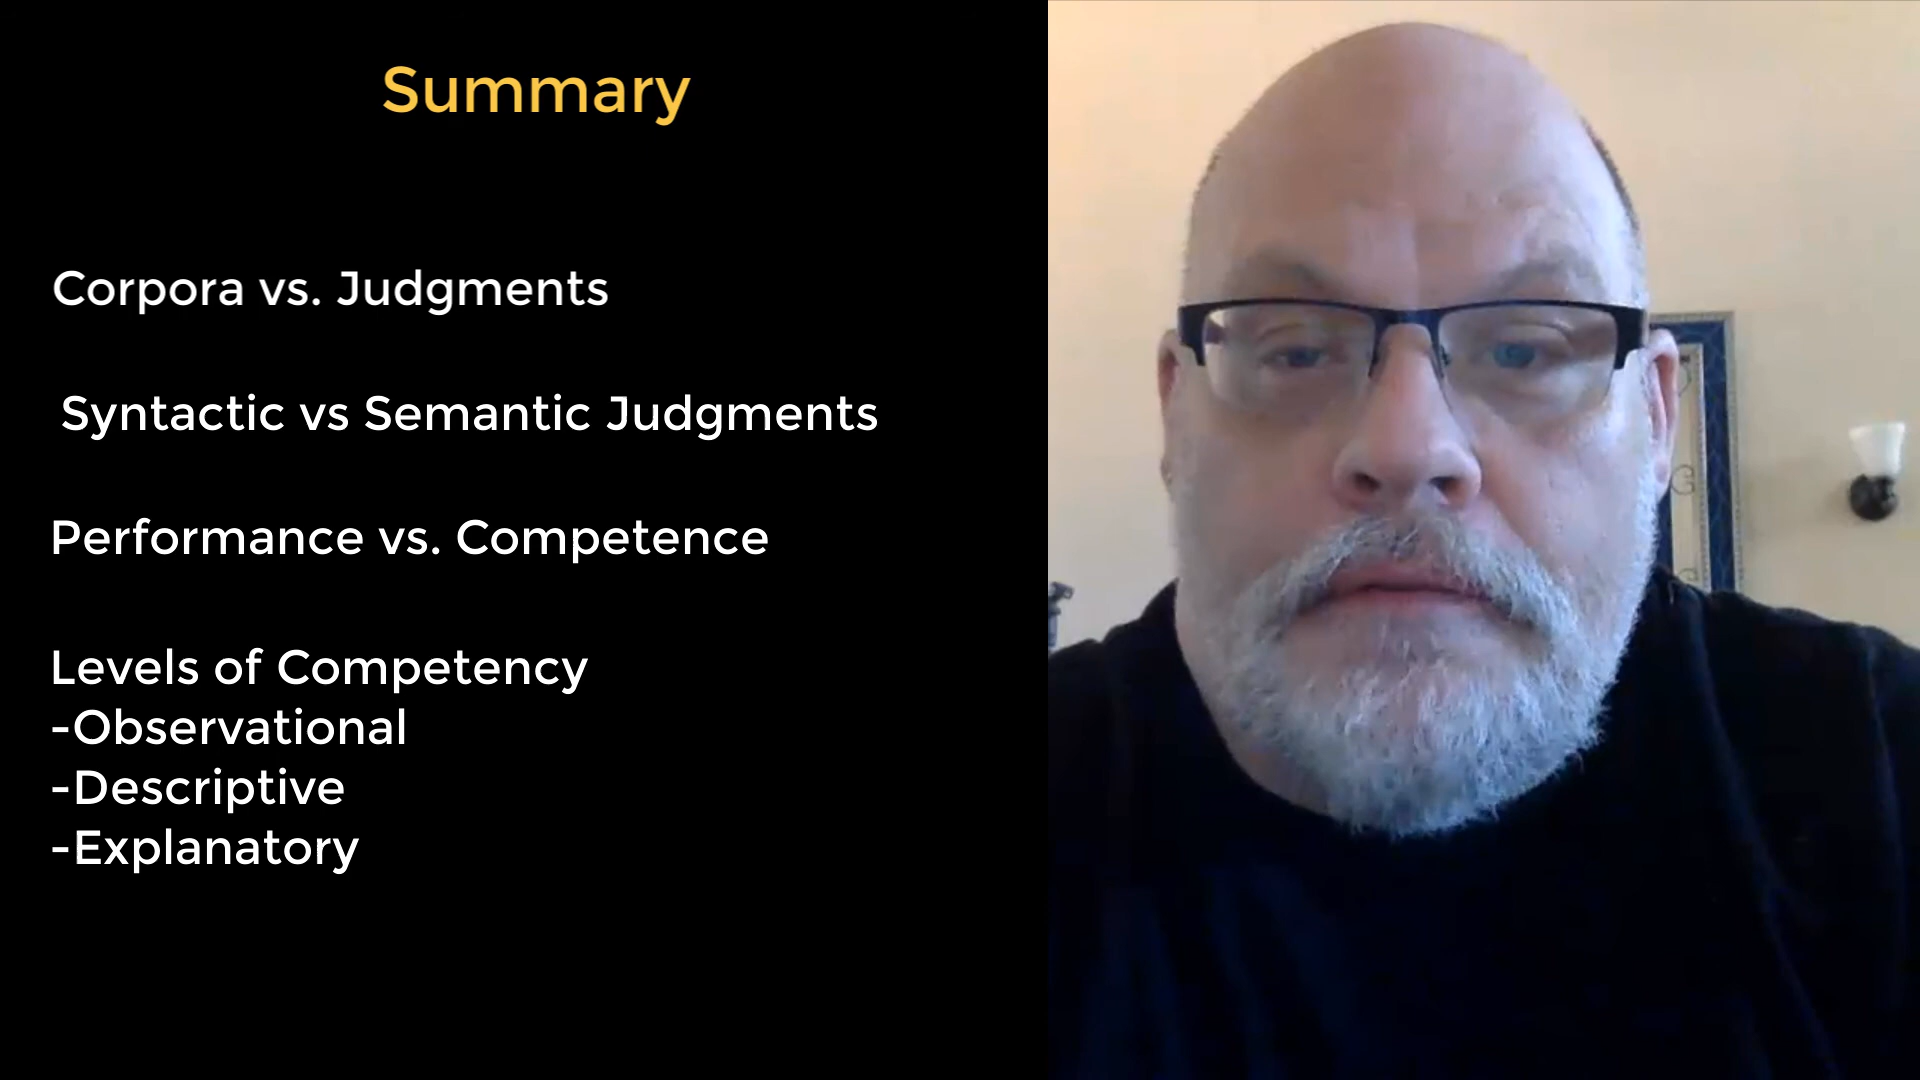 Summary
Corpora vs. Judgments
Syntactic vs Semantic Judgments
Performance vs. Competence
Levels of Competency
-Observational
-Descriptive
-Explanatory